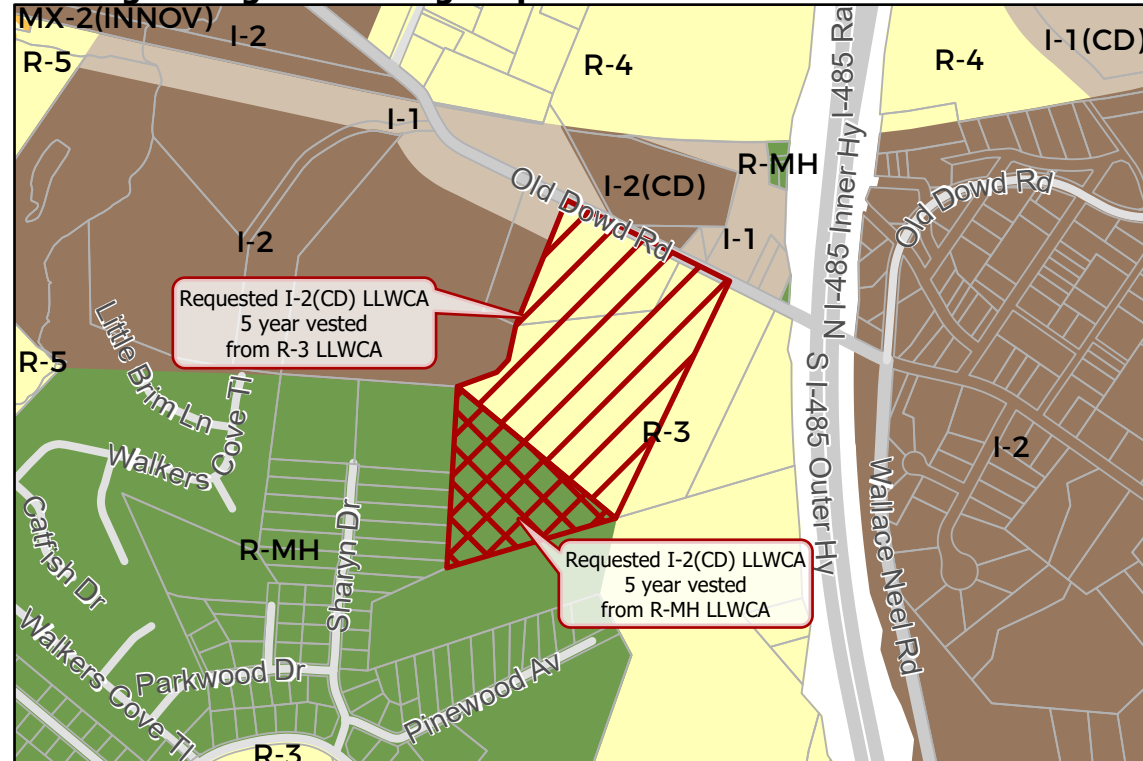 MX-2(INNOV)
I-2
R-5
R-4
I-1(CD)
R-4
I-1
R-MH
I-2(CD)
Old Dowd Rd
Old Dowd Rd
N I-485 Inner Hy
I-485 Ra
I-2
I-1
Requested I-2(CD) LLWCA
5 year vested
from R-3 LLWCA
Little Brim Ln
R-5
Walkers Cove Tl
Walkers
R-3
S I-485 Outer Hy
I-2
Wallace Neel Rd
Catfish Dr
R-MH
Sharyn Dr
Requested I-2(CD) LLWCA
5 year vested
from R-MH LLWCA
Walkers Cove Tl
Parkwood Dr
Pinewood Av
R-3